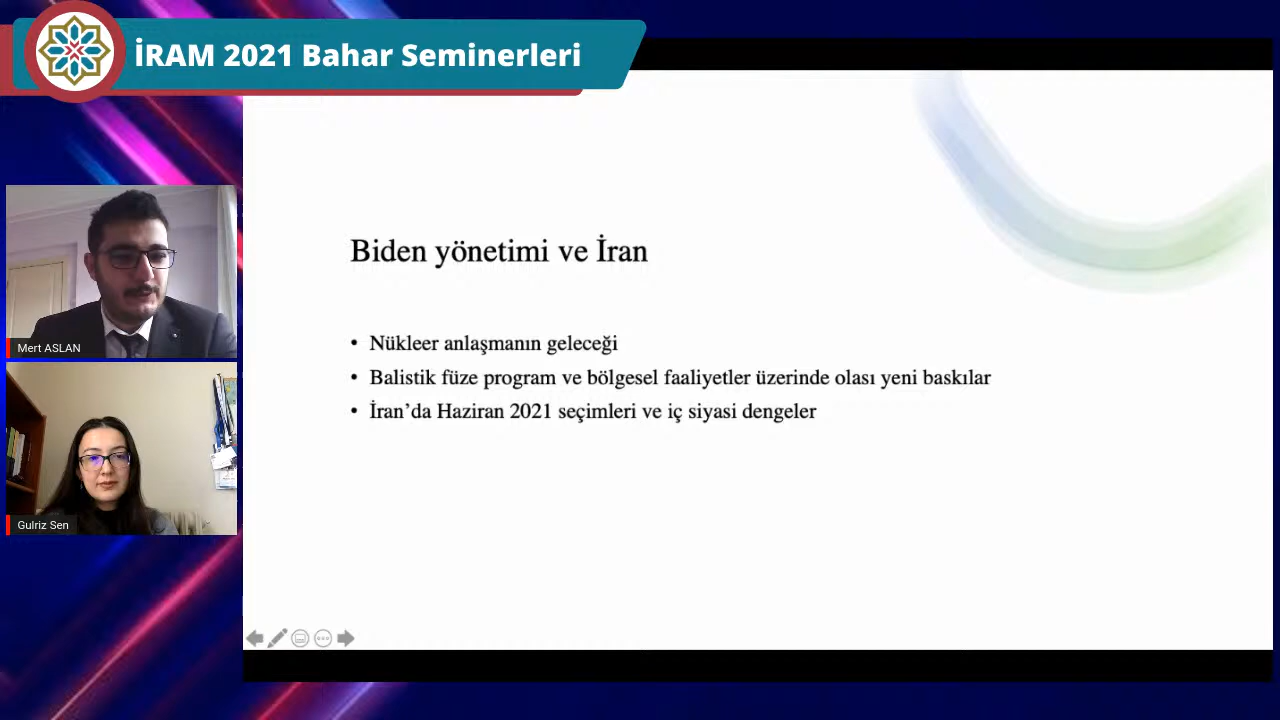 İRAM 2021 Bahar Seminerleri
Biden yönetimi ve İran
• Nükleer anlaşmanın geleceği
• Balistik füze program ve bölgesel faaliyetler üzerinde olası yeni baskılar
• İran’da Haziran 2021 seçimleri ve iç siyasi dengeler
Mert ASLAN
Gulriz Sen